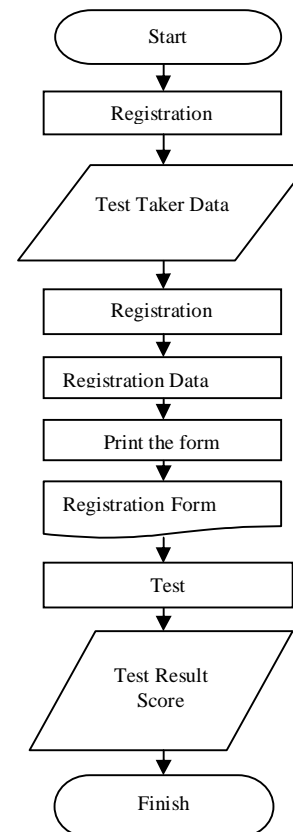 Start
Registration
Test Taker Data
Registration
Registration Data
Print the form
Registration Form
Test
Test Result
Score
Finish